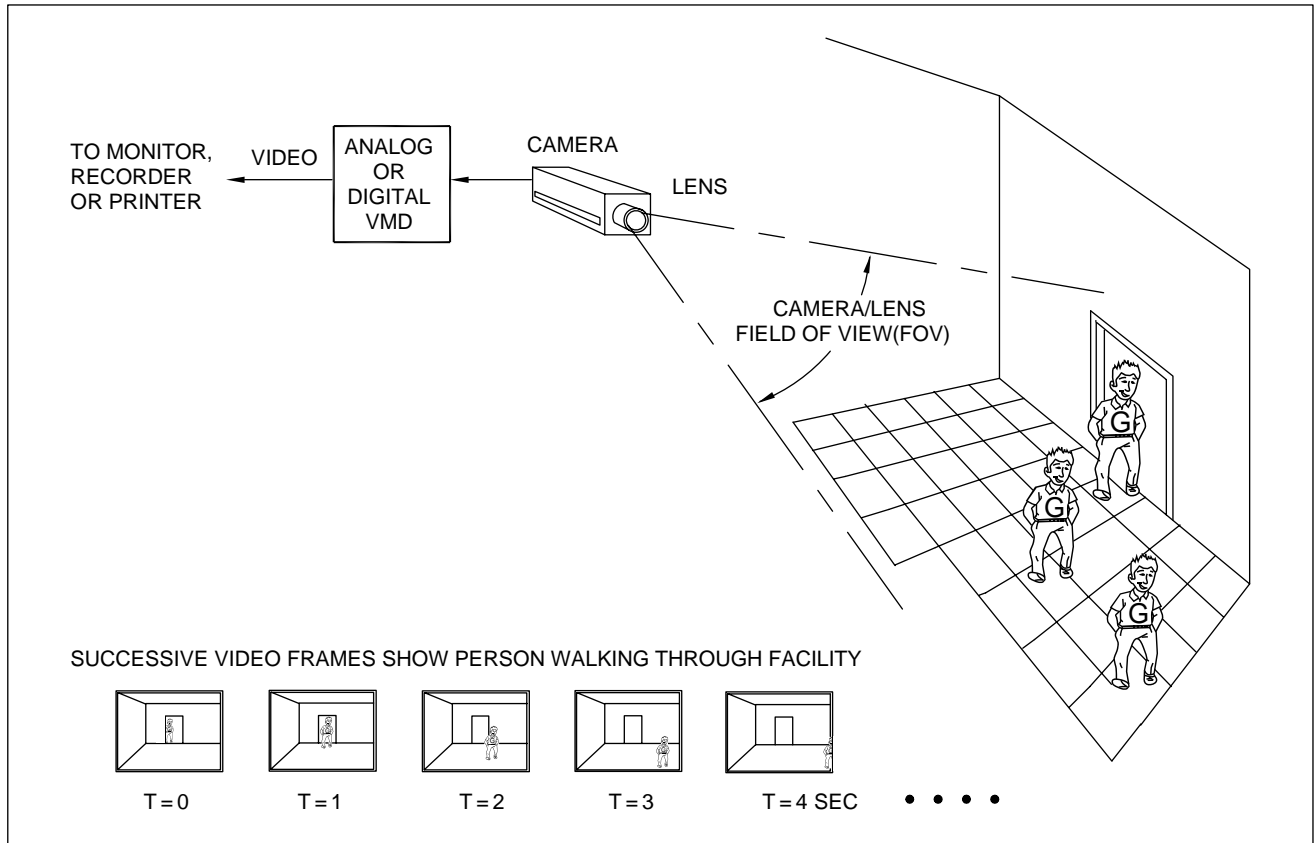 TO MONITOR,
RECORDER
OR PRINTER
VIDEO
ANALOG
OR
DIGITAL
VMD
CAMERA
LENS
CAMERA/LENS
FIELD OF VIEW(FOV)
G
G
G
SUCCESSIVE VIDEO FRAMES SHOW PERSON WALKING THROUGH FACILITY
T = 0
T = 1
T = 2
T = 3
T = 4 SEC